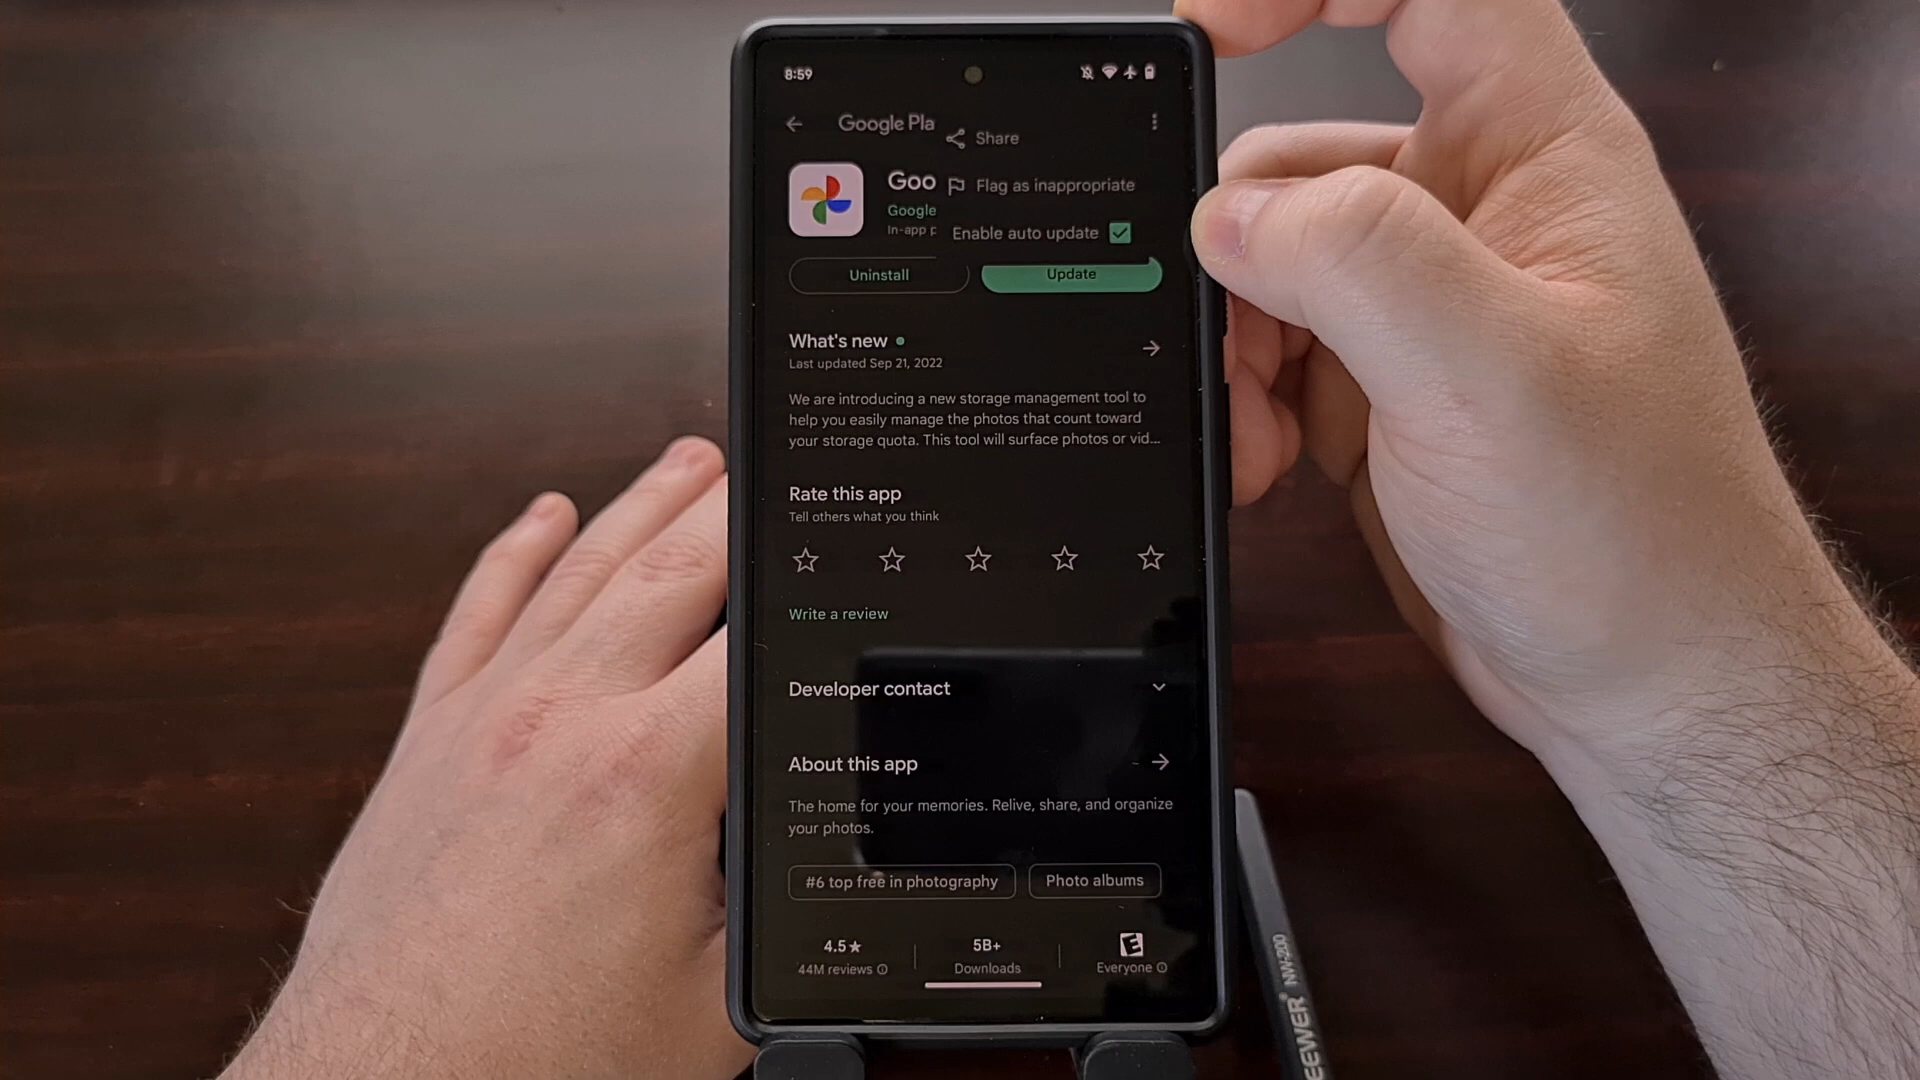 8:59
Google Pla
Share
Goo
Flag as inappropriate
Google
In-app p
Enable auto update
Uninstall
Update
What's new
Last updated Sep 21, 2022
We are introducing a new storage management tool to
help you easily manage the photos that count toward
your storage quota. This tool will surface photos or vid...
Rate this app
Tell others what you think
Write a review
Developer contact
About this app
The home for your memories. Relive, share, and organize
your photos.
#6 top free in photography
Photo albums
4.5★
5B+
E
44M reviews
Downloads
Everyone
EEWER® NW-200